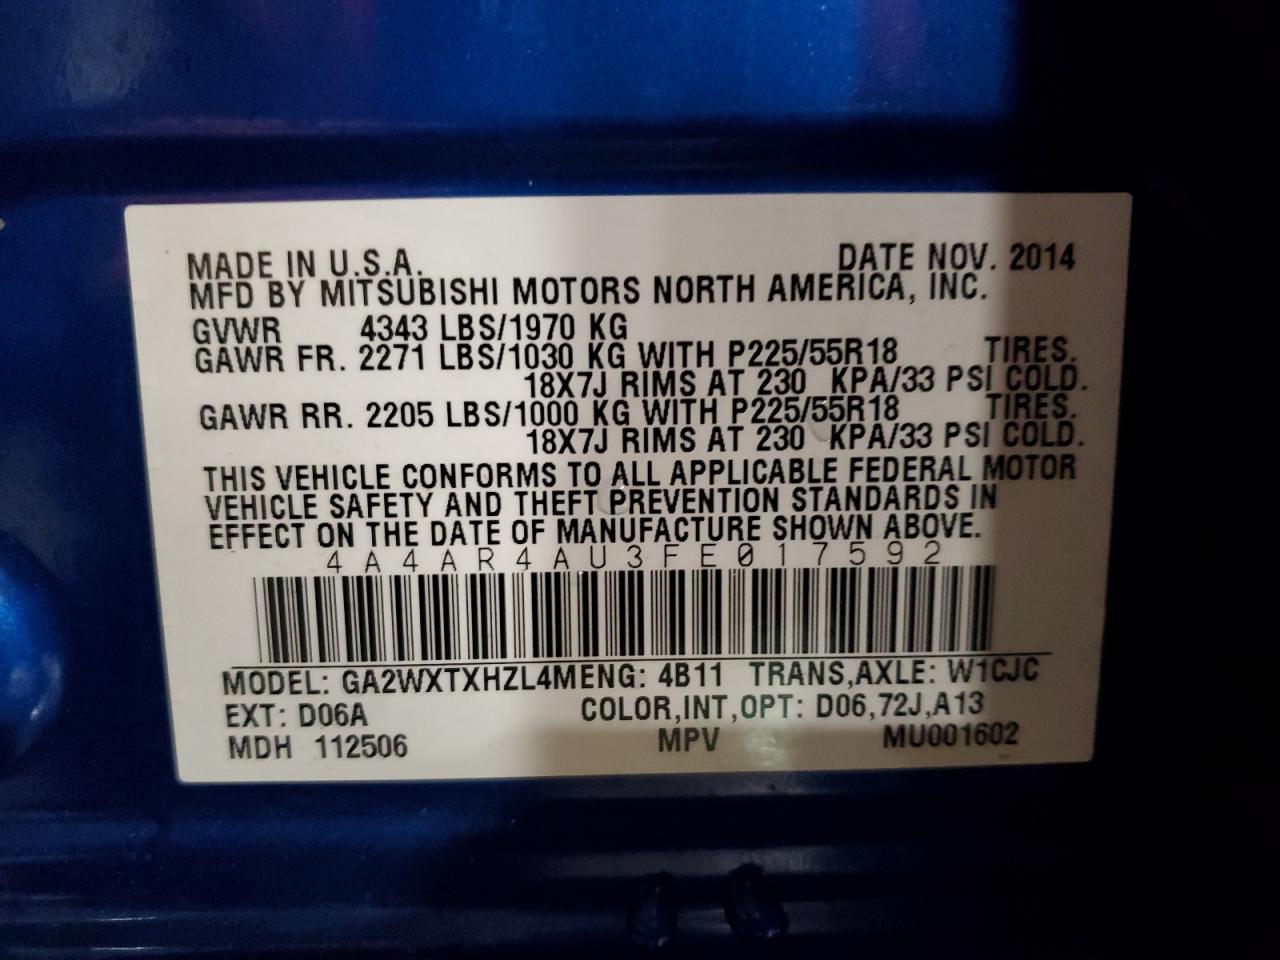 MADE IN U.S.A. DATE NOV. 2014
MFD BY MITSUBISHI MOTORS NORTH AMERICA, INC.
GVWR 4343 LBS/1970 KG
GAWR FR. 2271 LBS/1030 KG WITH P225/55R18 TIRES.
18X7J RIMS AT 230 KPA/33 PSI COLD.
GAWR RR. 2205 LBS/1000 KG WITH P225/55R18 TIRES.
18X7J RIMS AT 230 KPA/33 PSI COLD.
THIS VEHICLE CONFORMS TO ALL APPLICABLE FEDERAL MOTOR
VEHICLE SAFETY AND THEFT PREVENTION STANDARDS IN
EFFECT ON THE DATE OF MANUFACTURE SHOWN ABOVE.
4A4AR4AU3FE017592
MODEL: GA2WXTXHZL4MENG: 4B11 TRANS,AXLE: W1CJC
EXT: D06A COLOR,INT,OPT: D06,72J,A13
MDH 112506 MPV MU001602